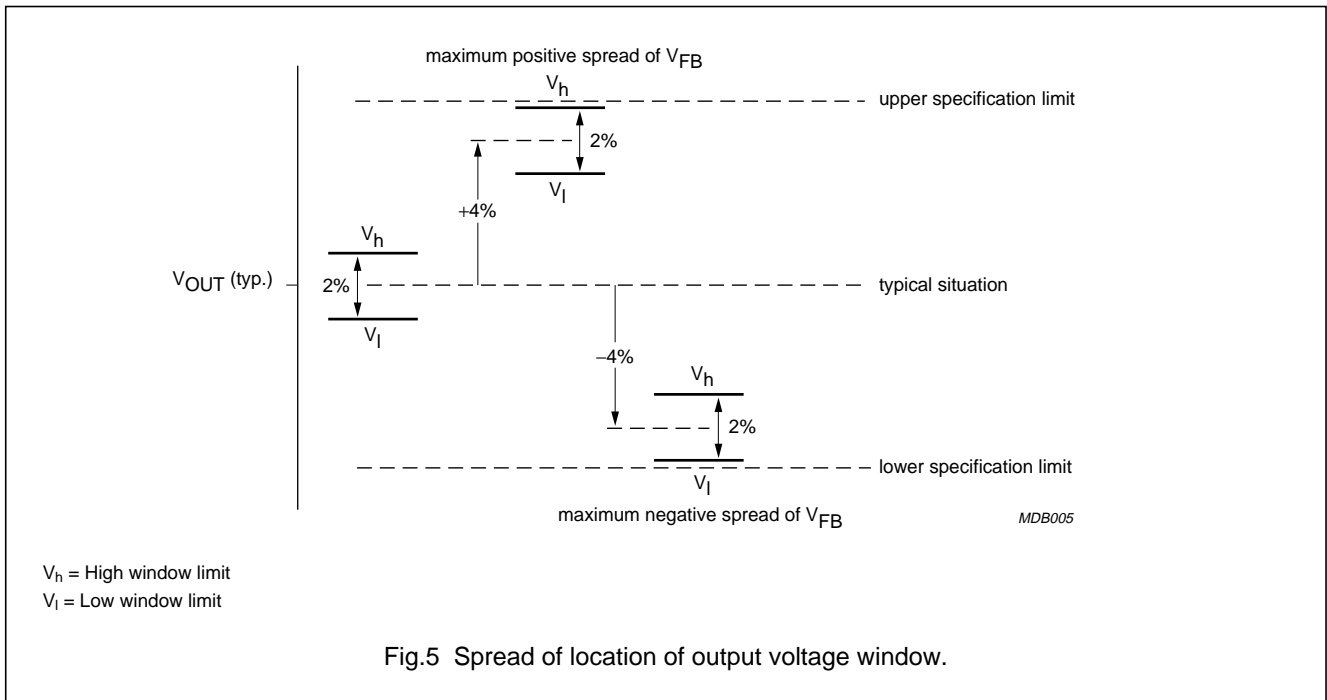 maximum positive spread of VFB
Vh
upper specification limit
2%
Vl
+4%
Vh
VOUT (typ.)
2%
typical situation
Vl
−4%
Vh
2%
lower specification limit
Vl
maximum negative spread of VFB
MDB005
Vh = High window limit
Vl = Low window limit
Fig.5 Spread of location of output voltage window.